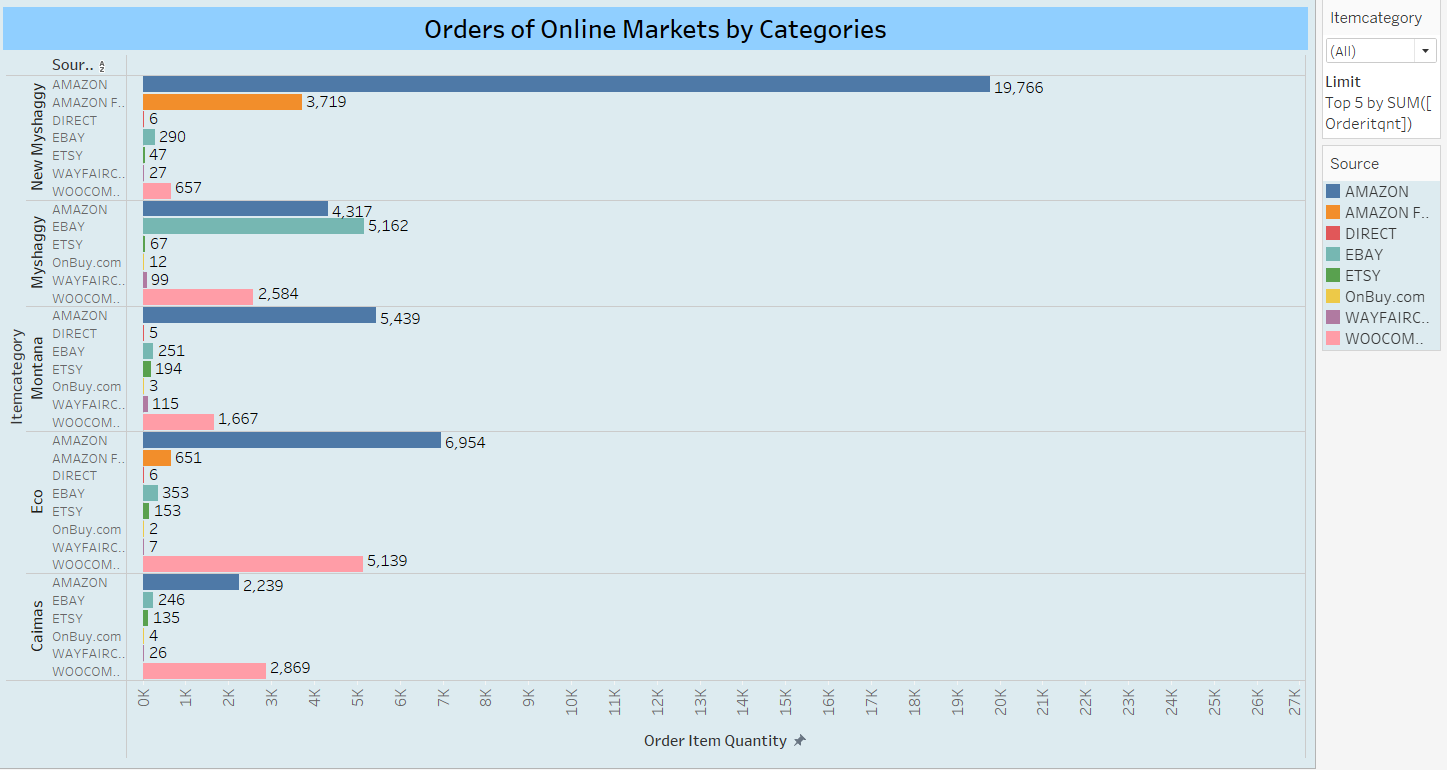 Orders of Online Markets by Categories
Sour..
Itemcategory
New Myshaggy
AMAZON 19,766
AMAZON F.. 3,719
DIRECT 6
EBAY 290
ETSY 47
WAYFAIRC.. 27
WOOCOM.. 657
Myshaggy
AMAZON 4,317
EBAY 5,162
ETSY 67
OnBuy.com 12
WAYFAIRC.. 99
WOOCOM.. 2,584
Montana
AMAZON 5,439
DIRECT 5
EBAY 251
ETSY 194
OnBuy.com 3
WAYFAIRC.. 115
WOOCOM.. 1,667
Eco
AMAZON 6,954
AMAZON F.. 651
DIRECT 6
EBAY 353
ETSY 153
OnBuy.com 2
WAYFAIRC.. 7
WOOCOM.. 5,139
Caimas
AMAZON 2,239
EBAY 246
ETSY 135
OnBuy.com 4
WAYFAIRC.. 26
WOOCOM.. 2,869
0K 1K 2K 3K 4K 5K 6K 7K 8K 9K 10K 11K 12K 13K 14K 15K 16K 17K 18K 19K 20K 21K 22K 23K 24K 25K 26K 27K
Order Item Quantity
Itemcategory
(All)
Limit
Top 5 by SUM([
Orderitqnt])
Source
AMAZON
AMAZON F..
DIRECT
EBAY
ETSY
OnBuy.com
WAYFAIRC..
WOOCOM..